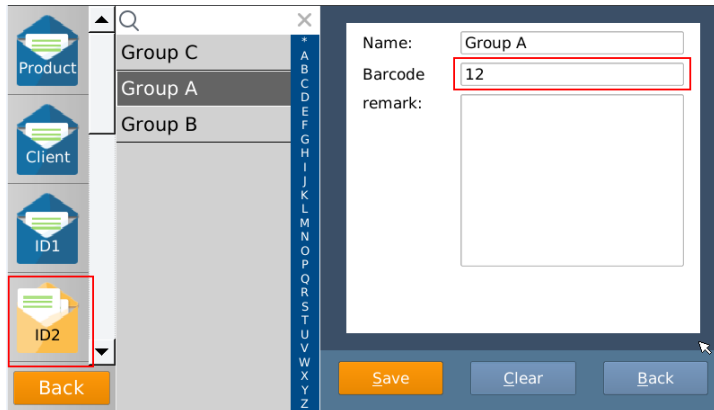 Product
Client
ID1
ID2
Back
Group C
Group A
Group B
*
A
B
C
D
E
F
G
H
I
J
K
L
M
N
O
P
Q
R
S
T
U
V
W
X
Y
Z
Name: Group A
Barcode 12
remark:
Save Clear Back